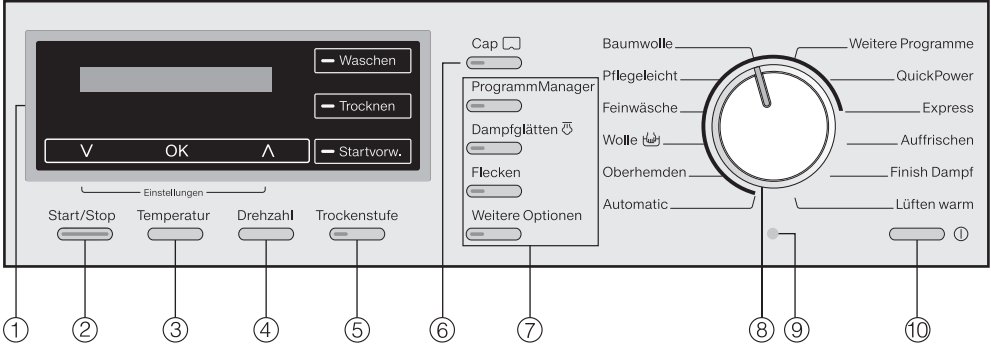 Waschen
Trocknen
Startvorw.
V OK Λ
Einstellungen
Start/Stop
Temperatur
Drehzahl
Trockenstufe
Cap
ProgrammManager
Dampfglätten
Flecken
Weitere Optionen
Baumwolle
Pflegeleicht
Feinwäsche
Wolle
Oberhemden
Automatic
Weitere Programme
QuickPower
Express
Auffrischen
Finish Dampf
Lüften warm
① ② ③ ④ ⑤ ⑥ ⑦ ⑧ ⑨ ⑩